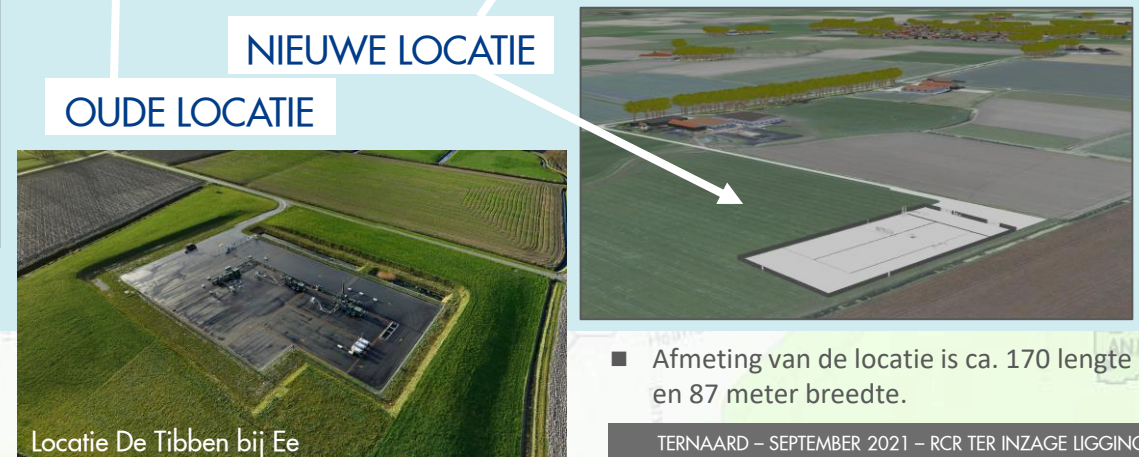 NIEUWE LOCATIE
OUDE LOCATIE
Locatie De Tibben bij Ee
■ Afmeting van de locatie is ca. 170 lengte
en 87 meter breedte.
TERNAARD – SEPTEMBER 2021 – RCR TER INZAGE LIGGING